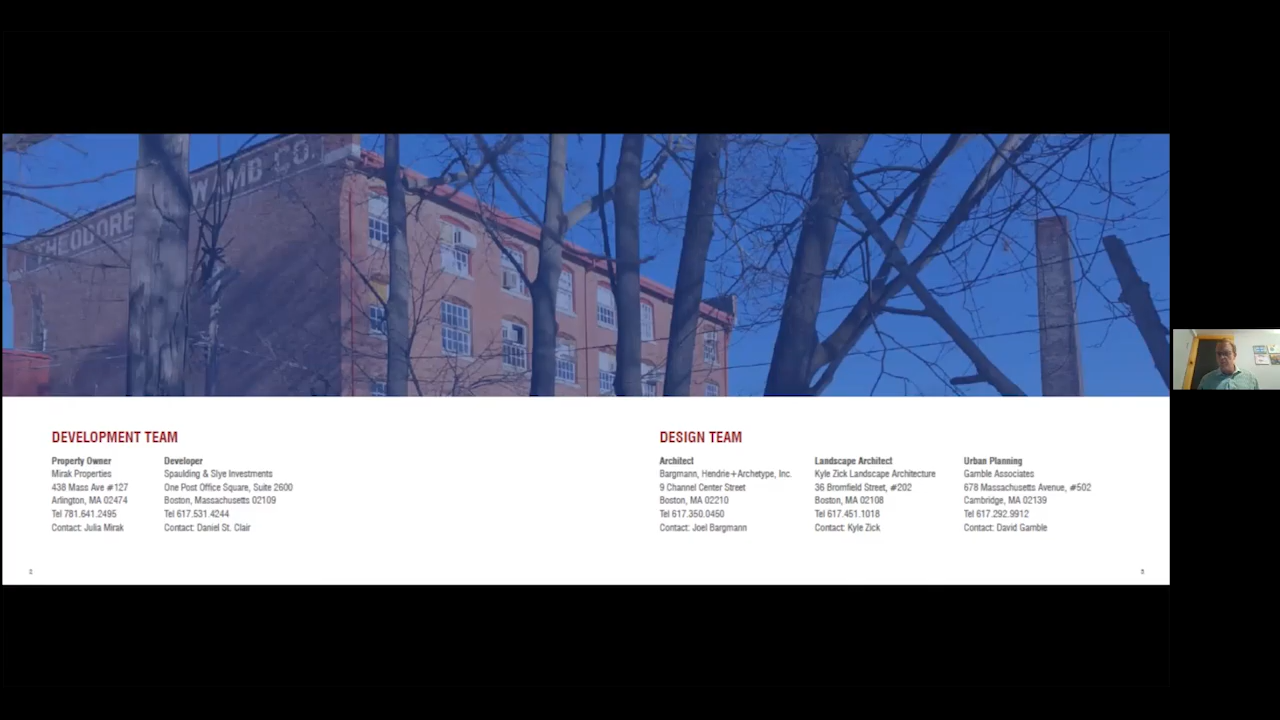 THEODORE SWAMB CO.
DEVELOPMENT TEAM
Property Owner
Mirak Properties
438 Mass Ave #127
Arlington, MA 02474
Tel 781.641.2495
Contact: Julia Mirak
Developer
Spaulding & Slye Investments
One Post Office Square, Suite 2600
Boston, Massachusetts 02109
Tel 617.531.4244
Contact: Daniel St. Clair
DESIGN TEAM
Architect
Bargmann, Hendrie+Archetype, Inc.
9 Channel Center Street
Boston, MA 02210
Tel 617.350.0450
Contact: Joel Bargmann
Landscape Architect
Kyle Zick Landscape Architecture
36 Bromfield Street, #202
Boston, MA 02108
Tel 617.451.1018
Contact: Kyle Zick
Urban Planning
Gamble Associates
678 Massachusetts Avenue, #502
Cambridge, MA 02139
Tel 617.292.9912
Contact: David Gamble
2
3